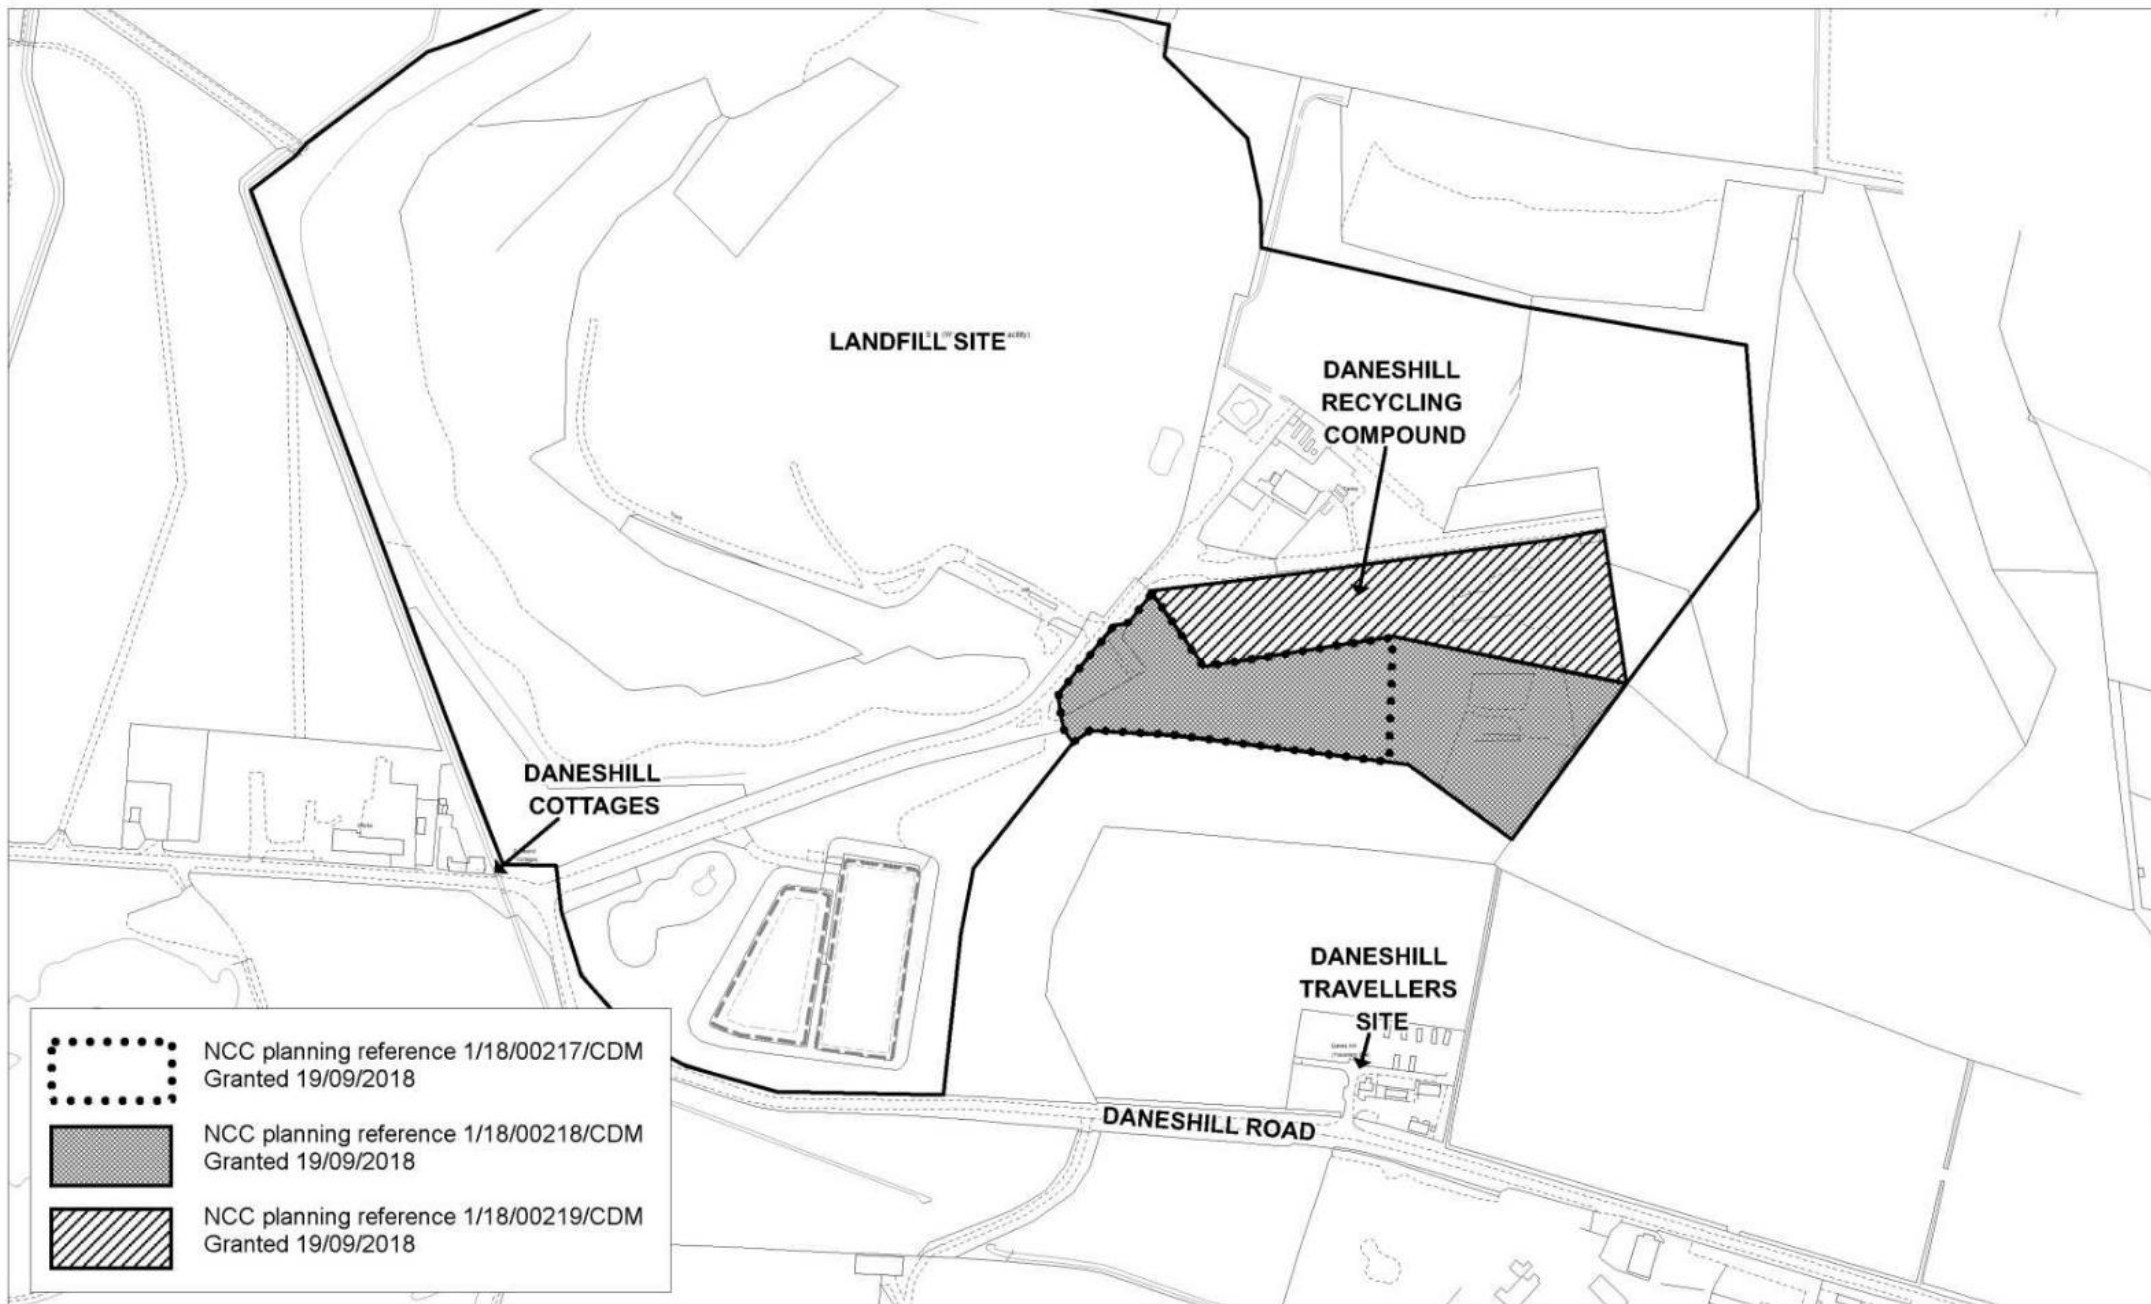 LANDFILL SITE
DANESHILL
RECYCLING
COMPOUND
DANESHILL
COTTAGES
DANESHILL
TRAVELLERS
SITE
DANESHILL ROAD
NCC planning reference 1/18/00217/CDM
Granted 19/09/2018
NCC planning reference 1/18/00218/CDM
Granted 19/09/2018
NCC planning reference 1/18/00219/CDM
Granted 19/09/2018